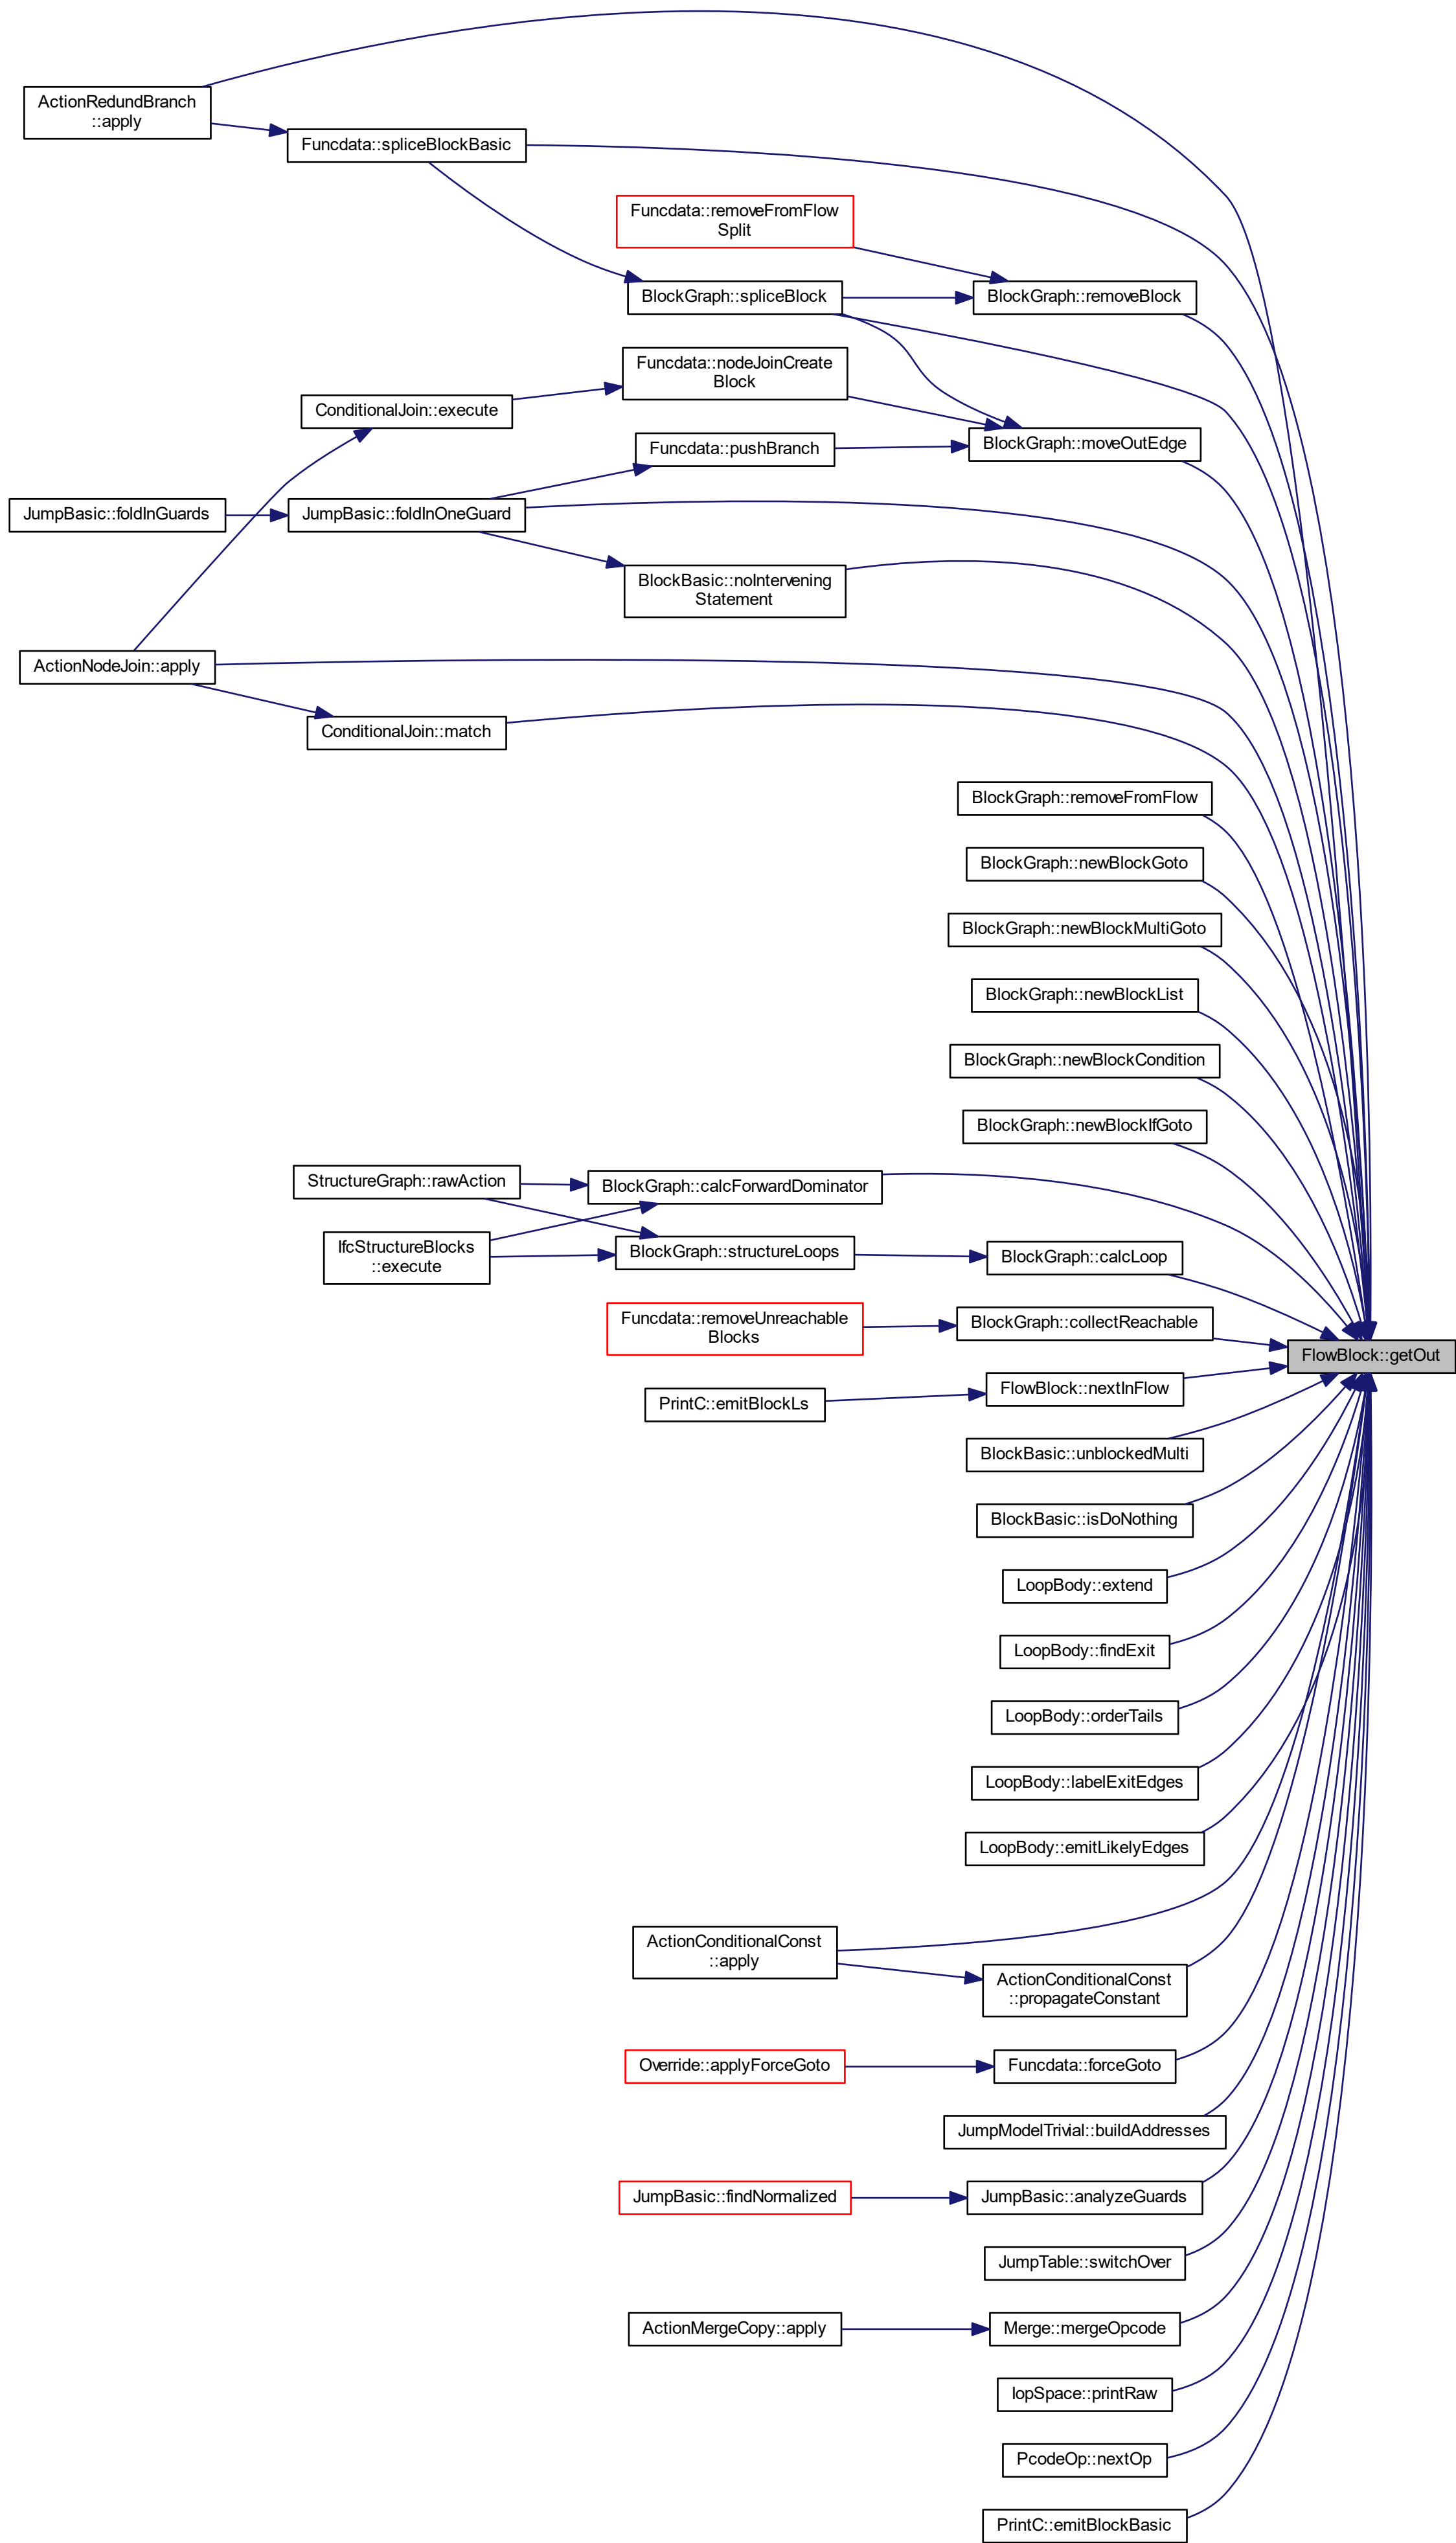 ActionRedundBranch
::apply
Funcdata::spliceBlockBasic
Funcdata::removeFromFlow
Split
BlockGraph::spliceBlock
BlockGraph::removeBlock
Funcdata::nodeJoinCreate
Block
ConditionalJoin::execute
Funcdata::pushBranch
BlockGraph::moveOutEdge
JumpBasic::foldInGuards
JumpBasic::foldInOneGuard
BlockBasic::noIntervening
Statement
ActionNodeJoin::apply
ConditionalJoin::match
BlockGraph::removeFromFlow
BlockGraph::newBlockGoto
BlockGraph::newBlockMultiGoto
BlockGraph::newBlockList
BlockGraph::newBlockCondition
BlockGraph::newBlockIfGoto
StructureGraph::rawAction
BlockGraph::calcForwardDominator
IfcStructureBlocks
::execute
BlockGraph::structureLoops
BlockGraph::calcLoop
Funcdata::removeUnreachable
Blocks
BlockGraph::collectReachable
FlowBlock::getOut
PrintC::emitBlockLs
FlowBlock::nextInFlow
BlockBasic::unblockedMulti
BlockBasic::isDoNothing
LoopBody::extend
LoopBody::findExit
LoopBody::orderTails
LoopBody::labelExitEdges
LoopBody::emitLikelyEdges
ActionConditionalConst
::apply
ActionConditionalConst
::propagateConstant
Override::applyForceGoto
Funcdata::forceGoto
JumpModelTrivial::buildAddresses
JumpBasic::findNormalized
JumpBasic::analyzeGuards
JumpTable::switchOver
ActionMergeCopy::apply
Merge::mergeOpcode
IopSpace::printRaw
PcodeOp::nextOp
PrintC::emitBlockBasic